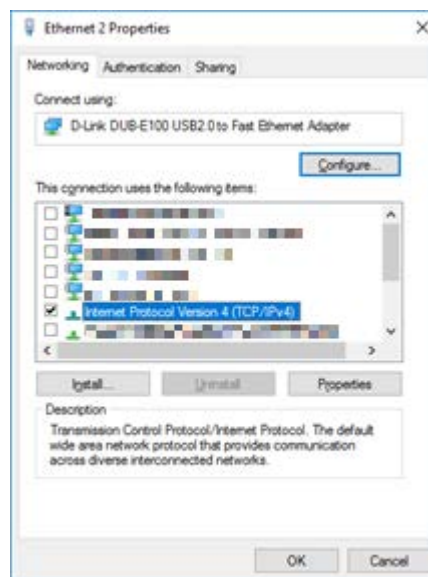 Ethernet 2 Properties
Networking Authentication Sharing
Connect using:
D-Link DUB-E100 USB2.0 to Fast Ethernet Adapter
Configure...
This connection uses the following items:
Internet Protocol Version 4 (TCP/IPv4)
Install... Uninstall Properties
Description
Transmission Control Protocol/Internet Protocol. The default
wide area network protocol that provides communication
across diverse interconnected networks.
OK Cancel